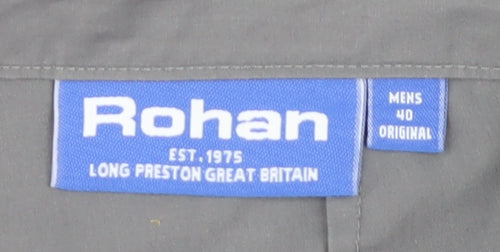 Rohan
EST.1975
LONG PRESTON GREAT BRITAIN
MENS
40
ORIGINAL